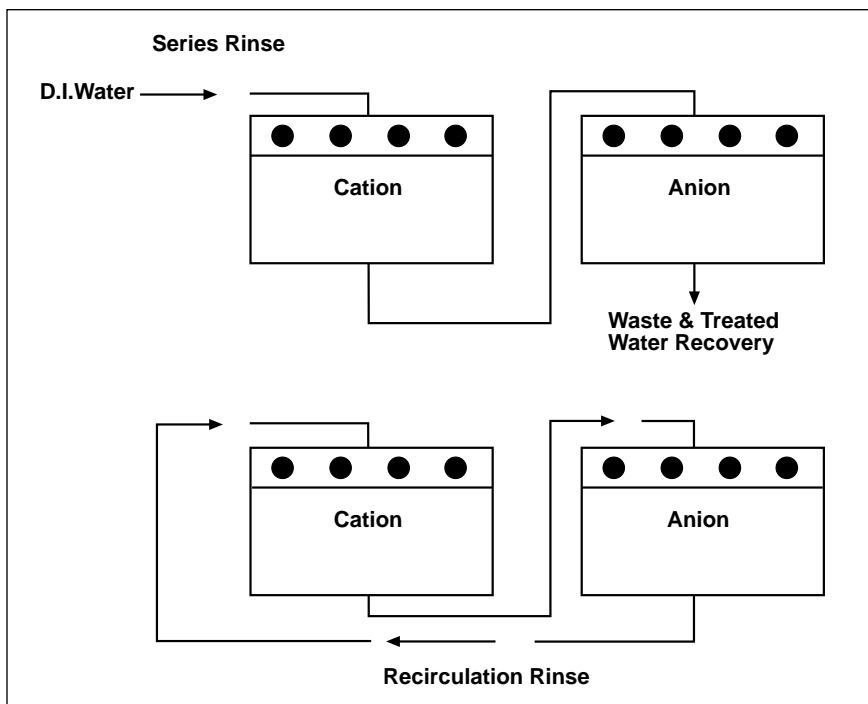 Series Rinse
D.I.Water
Cation
Anion
Waste & Treated
Water Recovery
Cation
Anion
Recirculation Rinse